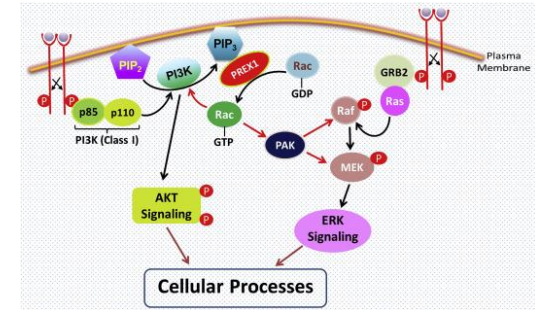 Plasma
Membrane
PIP2
PIP3
PI3K
PREX1
Rac
GDP
GRB2
P
P
P
P
p85
p110
PI3K (Class I)
Rac
GTP
Raf
P
Ras
PAK
MEK
P
AKT
Signaling
P
P
ERK
Signaling
Cellular Processes